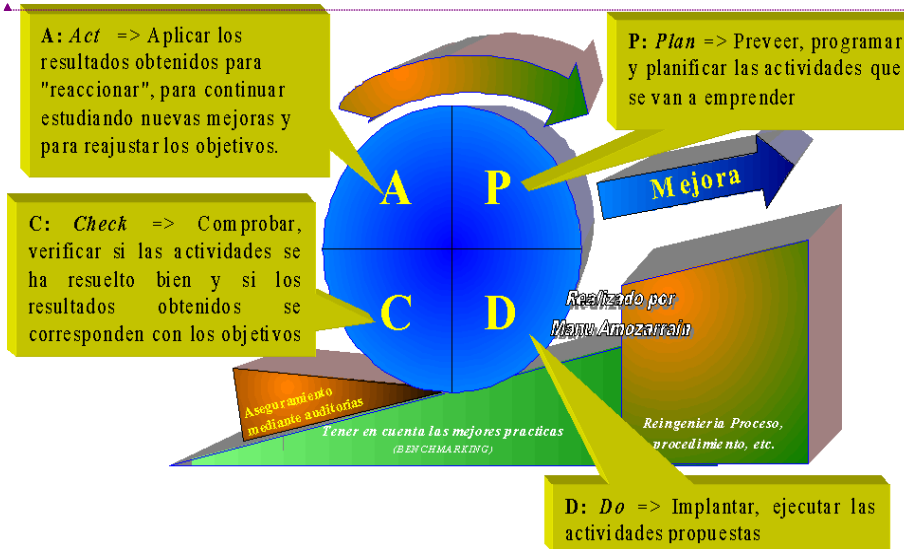 A: Act => Aplicar los
resultados obtenidos para
"reaccionar", para continuar
estudiando nuevas mejoras y
para reajustar los objetivos.
P: Plan => Preveer, programar
y planificar las actividades que
se van a emprender
A
P
Mejora
C: Check => Comprobar,
verificar si las actividades se
ha resuelto bien y si los
resultados obtenidos se
corresponden con los objetivos
C
D
Realizado por
Manu Amozarrain
Aseguramiento
mediante auditorias
Tener en cuenta las mejores practicas
(BENCHMARKING)
Reingenieria Proceso,
procedimiento, etc.
D: Do => Implantar, ejecutar las
actividades propuestas